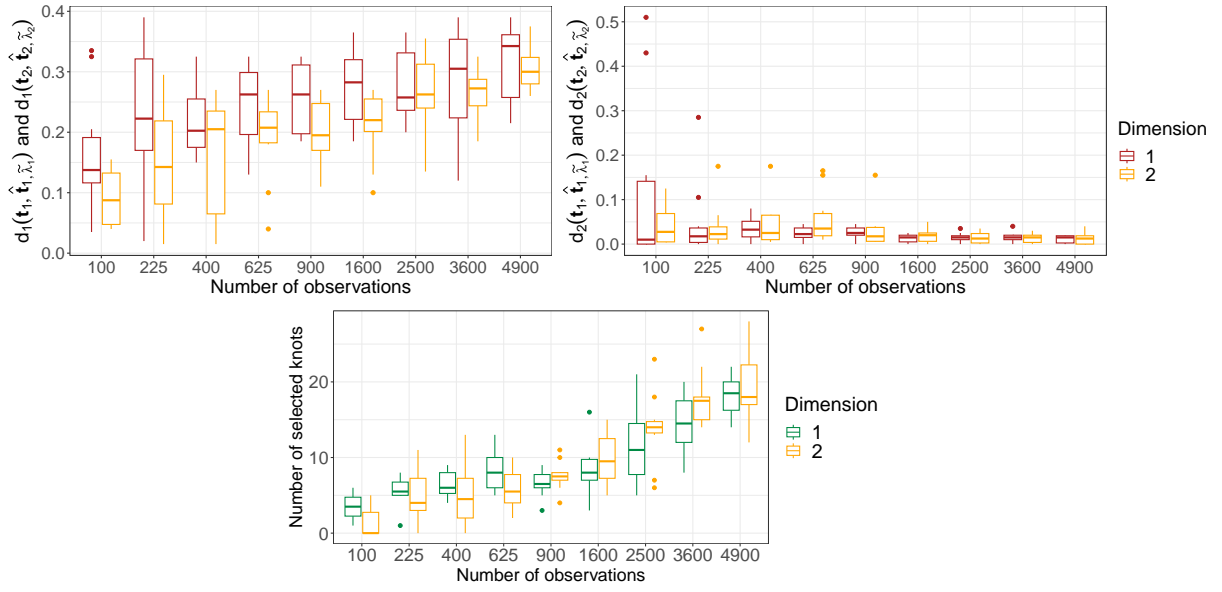 d₁(t₁, t̂₁,λ̃₁) and d₁(t₂, t̂₂,λ̃₂)
0.4
0.3
0.2
0.1
0.0
100 225 400 625 900 1600 2500 3600 4900
Number of observations
d₂(t₁, t̂₁,λ̃₁) and d₂(t₂, t̂₂,λ̃₂)
0.5
0.4
0.3
0.2
0.1
0.0
100 225 400 625 900 1600 2500 3600 4900
Number of observations
Dimension
1
2
Number of selected knots
20
10
0
100 225 400 625 900 1600 2500 3600 4900
Number of observations
Dimension
1
2